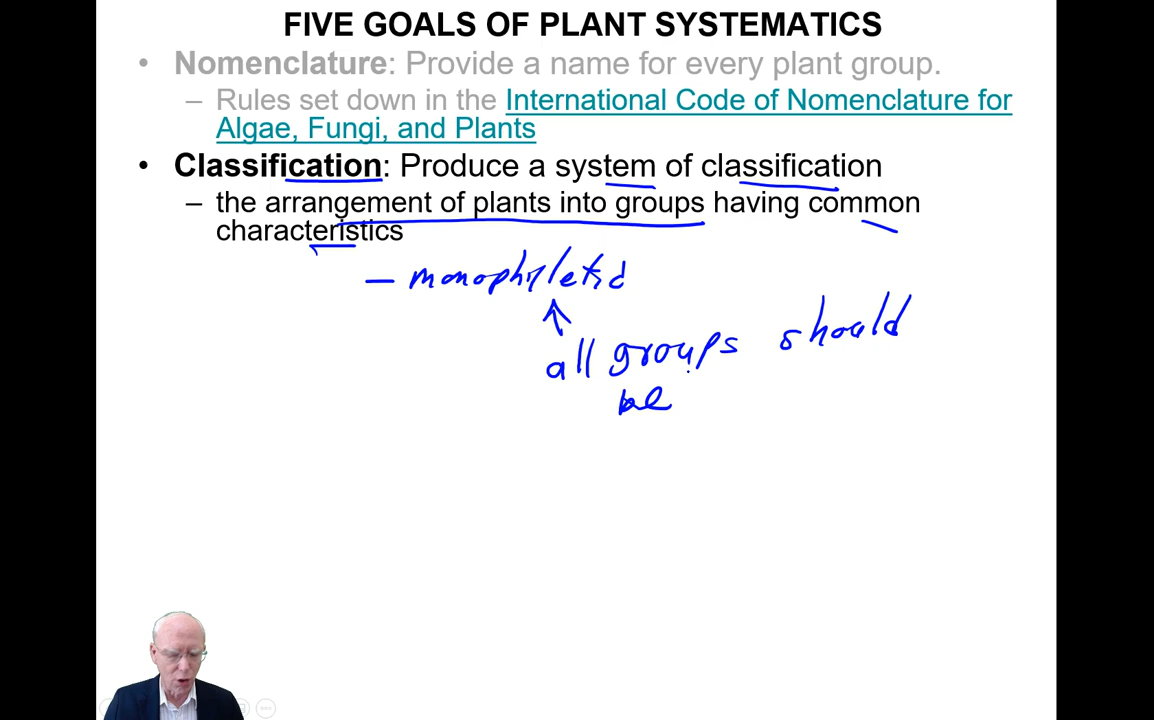 FIVE GOALS OF PLANT SYSTEMATICS
• Nomenclature: Provide a name for every plant group.
– Rules set down in the International Code of Nomenclature for
Algae, Fungi, and Plants
• Classification: Produce a system of classification
– the arrangement of plants into groups having common
characteristics
– monophyletic
all groups should
be